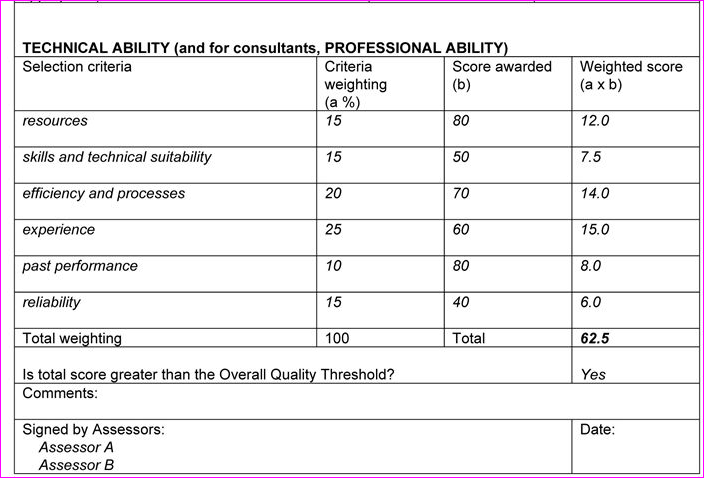 TECHNICAL ABILITY (and for consultants, PROFESSIONAL ABILITY)
Selection criteria Criteria weighting (a %) Score awarded (b) Weighted score (a x b)
resources 15 80 12.0
skills and technical suitability 15 50 7.5
efficiency and processes 20 70 14.0
experience 25 60 15.0
past performance 10 80 8.0
reliability 15 40 6.0
Total weighting 100 Total 62.5
Is total score greater than the Overall Quality Threshold? Yes
Comments:
Signed by Assessors: Date:
Assessor A
Assessor B